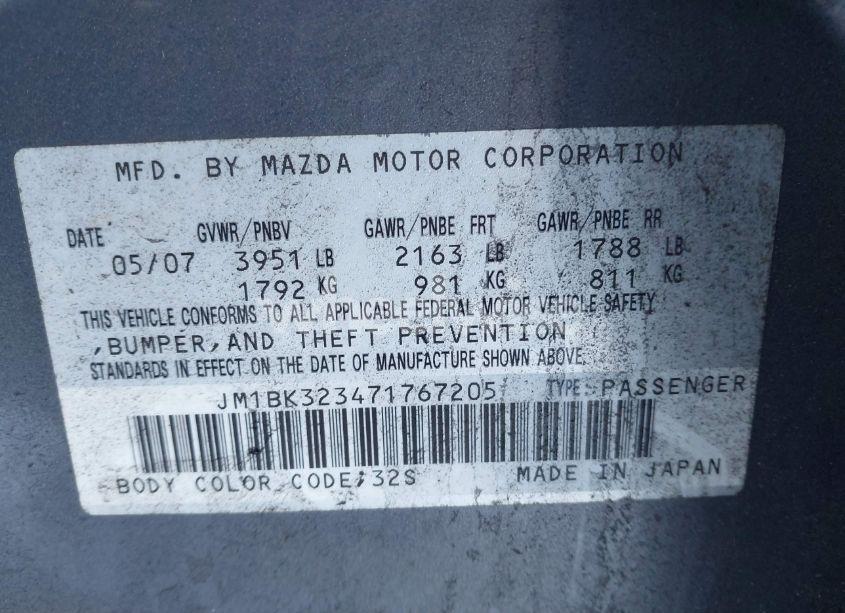 MFD. BY MAZDA MOTOR CORPORATION
DATE GVWR/PNBV GAWR/PNBE FRT GAWR/PNBE RR
05/07 3951 LB 2163 LB 1788 LB
1792 KG 981 KG 811 KG
THIS VEHICLE CONFORMS TO ALL APPLICABLE FEDERAL MOTOR VEHICLE SAFETY
,BUMPER,AND THEFT PREVENTION
STANDARDS IN EFFECT ON THE DATE OF MANUFACTURE SHOWN ABOVE.
JM1BK323471767205 TYPE: PASSENGER
BODY COLOR CODE:32S MADE IN JAPAN